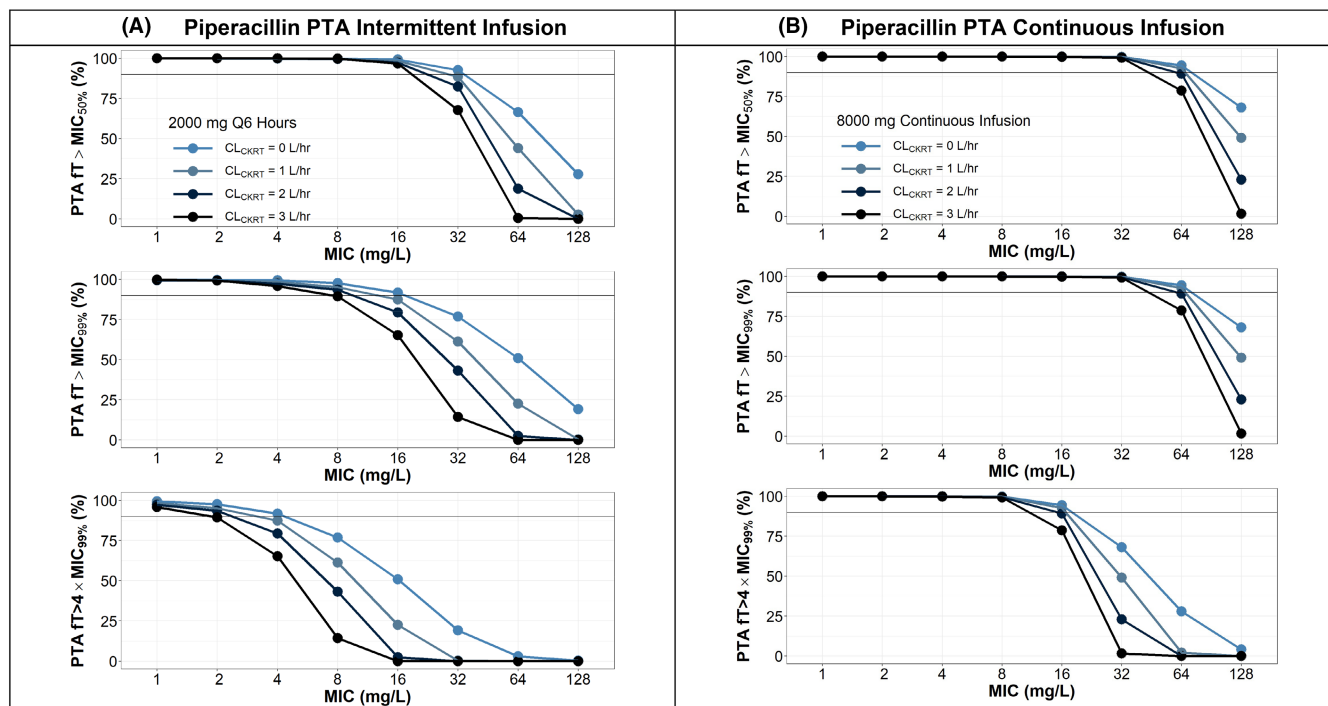 (A) Piperacillin PTA Intermittent Infusion
PTA fT > MIC50% (%)
100
75
50
25
0
2000 mg Q6 Hours
CLCKRT = 0 L/hr
CLCKRT = 1 L/hr
CLCKRT = 2 L/hr
CLCKRT = 3 L/hr
1 2 4 8 16 32 64 128
MIC (mg/L)
PTA fT > MIC99% (%)
100
75
50
25
0
1 2 4 8 16 32 64 128
MIC (mg/L)
PTA fT>4 × MIC99% (%)
100
75
50
25
0
1 2 4 8 16 32 64 128
MIC (mg/L)
(B) Piperacillin PTA Continuous Infusion
PTA fT > MIC50% (%)
100
75
50
25
0
8000 mg Continuous Infusion
CLCKRT = 0 L/hr
CLCKRT = 1 L/hr
CLCKRT = 2 L/hr
CLCKRT = 3 L/hr
1 2 4 8 16 32 64 128
MIC (mg/L)
PTA fT > MIC99% (%)
100
75
50
25
0
1 2 4 8 16 32 64 128
MIC (mg/L)
PTA fT>4 × MIC99% (%)
100
75
50
25
0
1 2 4 8 16 32 64 128
MIC (mg/L)